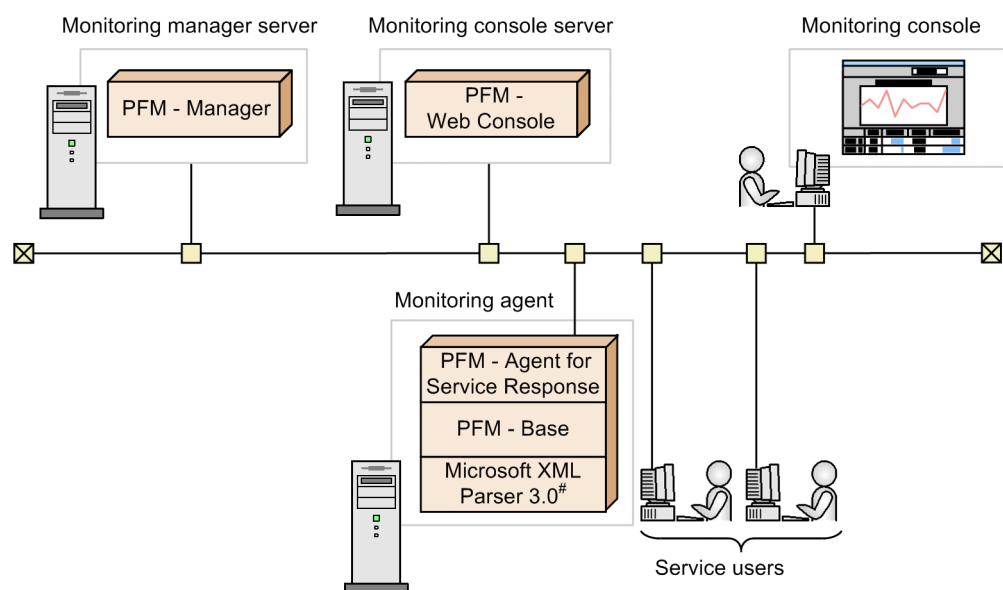 Monitoring manager server
Monitoring console server
Monitoring console
PFM - Manager
PFM -
Web Console
Monitoring agent
PFM - Agent for
Service Response
PFM - Base
Microsoft XML
Parser 3.0#
Service users